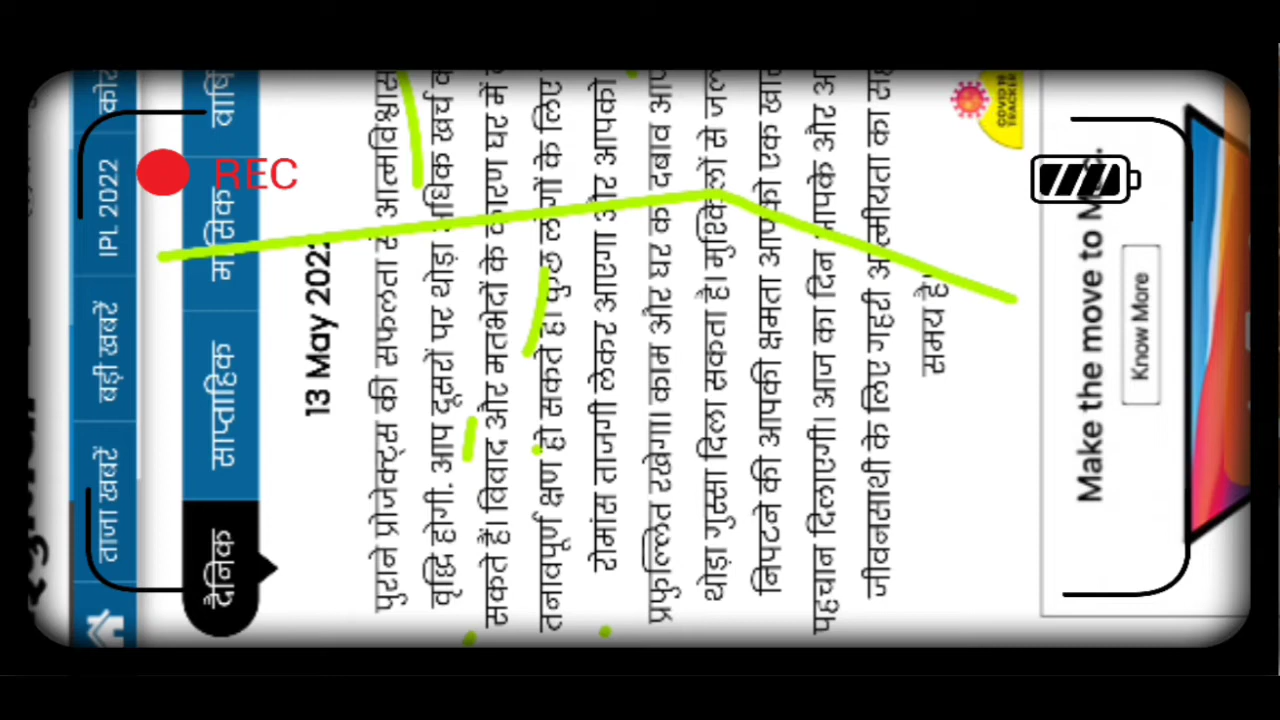 ताजा खबरें
बड़ी खबरें
IPL 2022
REC
दैनिक
साप्ताहिक
मासिक
13 May 2022
पुराने प्रोजेक्ट्स की सफलता से आत्मविश्वास
वृद्धि होगी. आप दूसरों पर थोड़ा अधिक खर्च
सकते हैं। विवाद और मतभेदों के कारण घर में
तनावपूर्ण क्षण हो सकते हैं। कुछ लोगों के लिए
रोमांस ताजगी लेकर आएगा और आपको
प्रफुल्लित रखेगा। काम और घर के दबाव
थोड़ा गुस्सा दिला सकता है। मुश्किलों से
निपटने की आपकी क्षमता आपको एक
पहचान दिलाएगी। आज का दिन आपके और
जीवनसाथी के लिए गहरी आत्मीयता का
समय है।
COVID 19
TRACKER
Make the move to
Know More